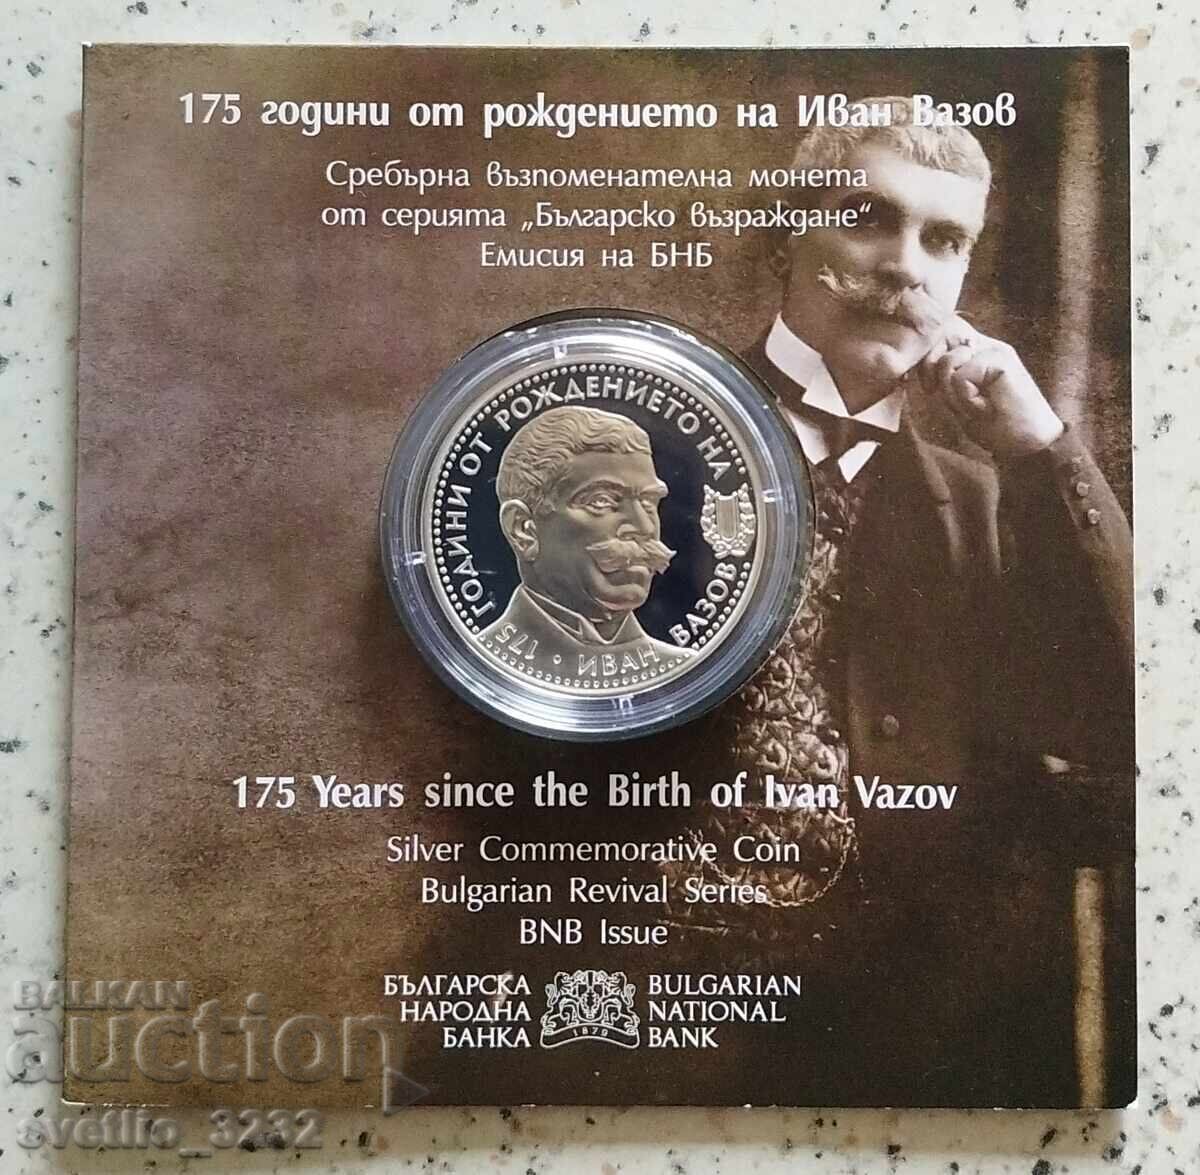 175 години от рождението на Иван Вазов
Сребърна възпоменателна монета
от серията „Българско възраждане“
Емисия на БНБ
175 ГОДИНИ ОТ РОЖДЕНИЕТО НА
ИВАН ВАЗОВ
175 Years since the Birth of Ivan Vazov
Silver Commemorative Coin
Bulgarian Revival Series
BNB Issue
БЪЛГАРСКА
НАРОДНА
БАНКА
1879
BULGARIAN
NATIONAL
BANK
BALKAN
auction
svetlio_3232